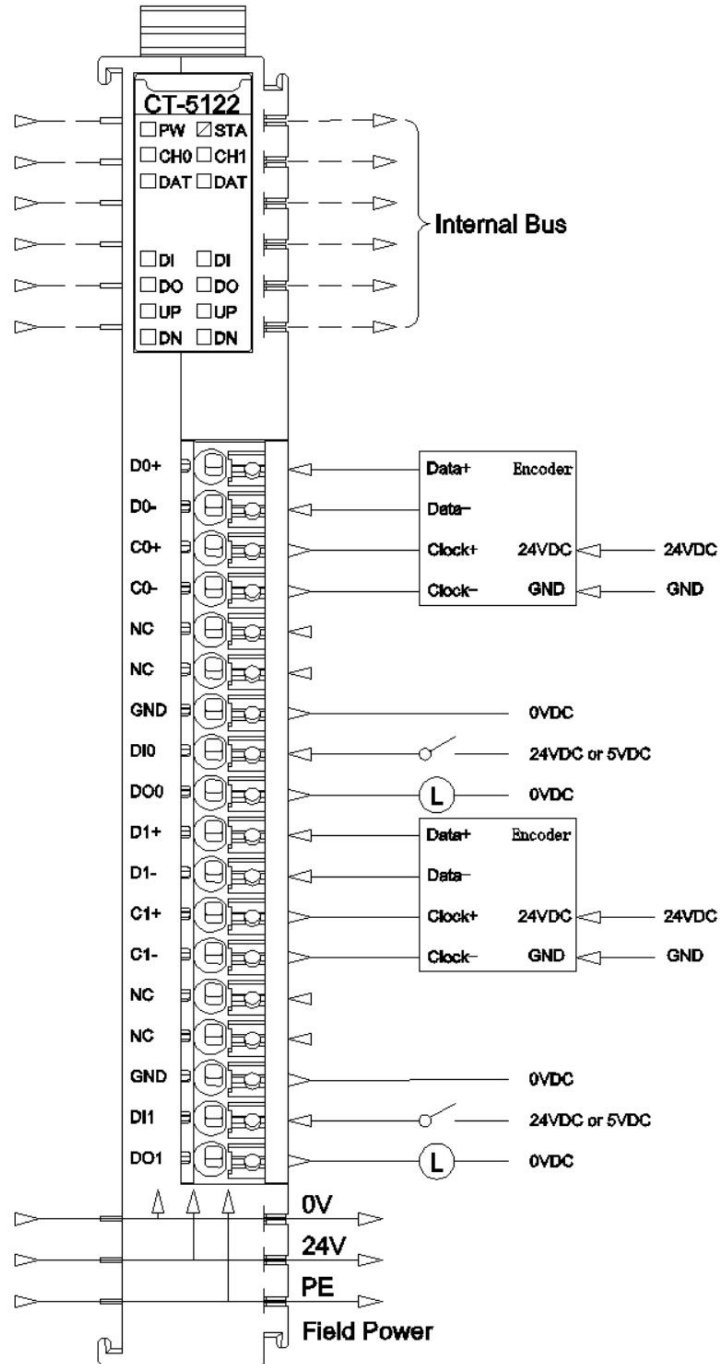 CT-5122
PW STA
CH0 CH1
DAT DAT
DI DI
DO DO
UP UP
DN DN
Internal Bus
D0+ Data+ Encoder
D0- Data-
C0+ Clock+ 24VDC 24VDC
C0- Clock- GND GND
NC
NC
GND 0VDC
DI0 24VDC or 5VDC
DO0 L 0VDC
D1+ Data+ Encoder
D1- Data-
C1+ Clock+ 24VDC 24VDC
C1- Clock- GND GND
NC
NC
GND 0VDC
DI1 24VDC or 5VDC
DO1 L 0VDC
0V
24V
PE
Field Power